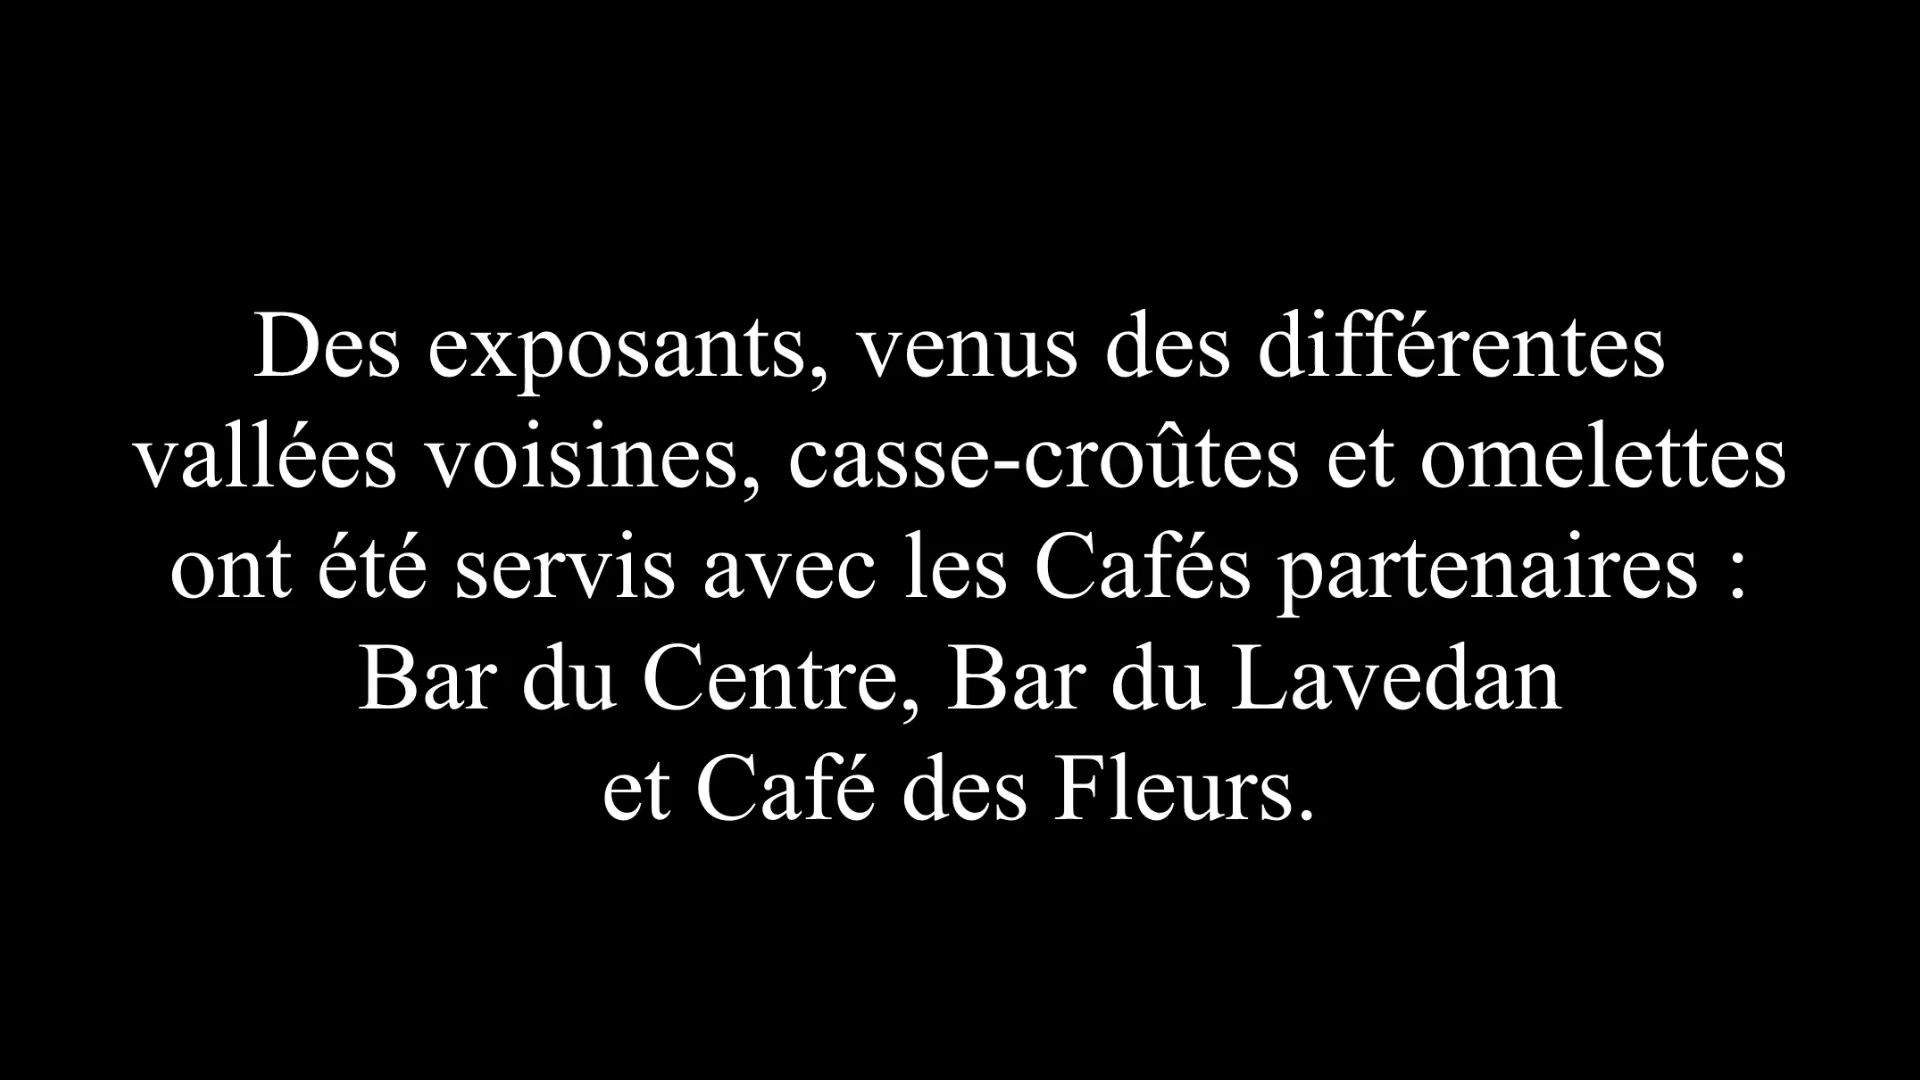 Des exposants, venus des différentes
vallées voisines, casse-croûtes et omelettes
ont été servis avec les Cafés partenaires :
Bar du Centre, Bar du Lavedan
et Café des Fleurs.